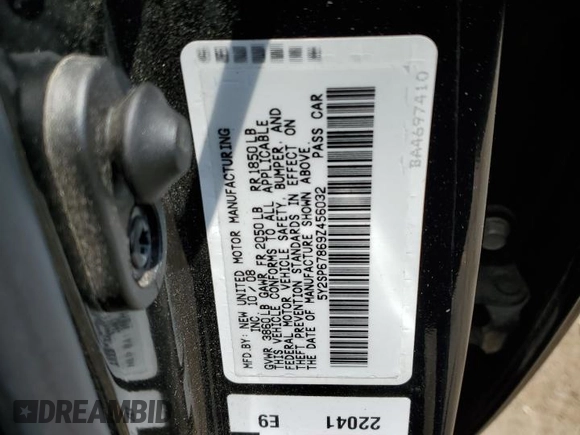 MFD.BY: NEW UNITED MOTOR MANUFACTURING
INC. 10/08
GVWR 3860LB GAWR FR 2050LB RR 1850LB
THIS VEHICLE CONFORMS TO ALL APPLICABLE
FEDERAL MOTOR VEHICLE SAFETY, BUMPER, AND
THEFT PREVENTION STANDARDS IN EFFECT ON
THE DATE OF MANUFACTURE SHOWN ABOVE.
5Y2SP67869Z456032 PASS CAR
BA4697410
E9 22041
DREAMBID